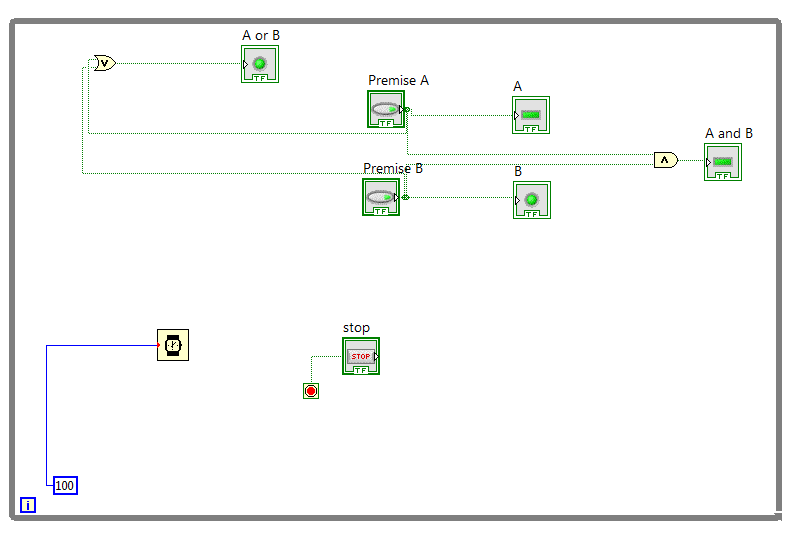 A or B
V
TF
Premise A
TF
A
TF
A and B
Λ
TF
Premise B
TF
B
TF
stop
STOP
TF
100
i